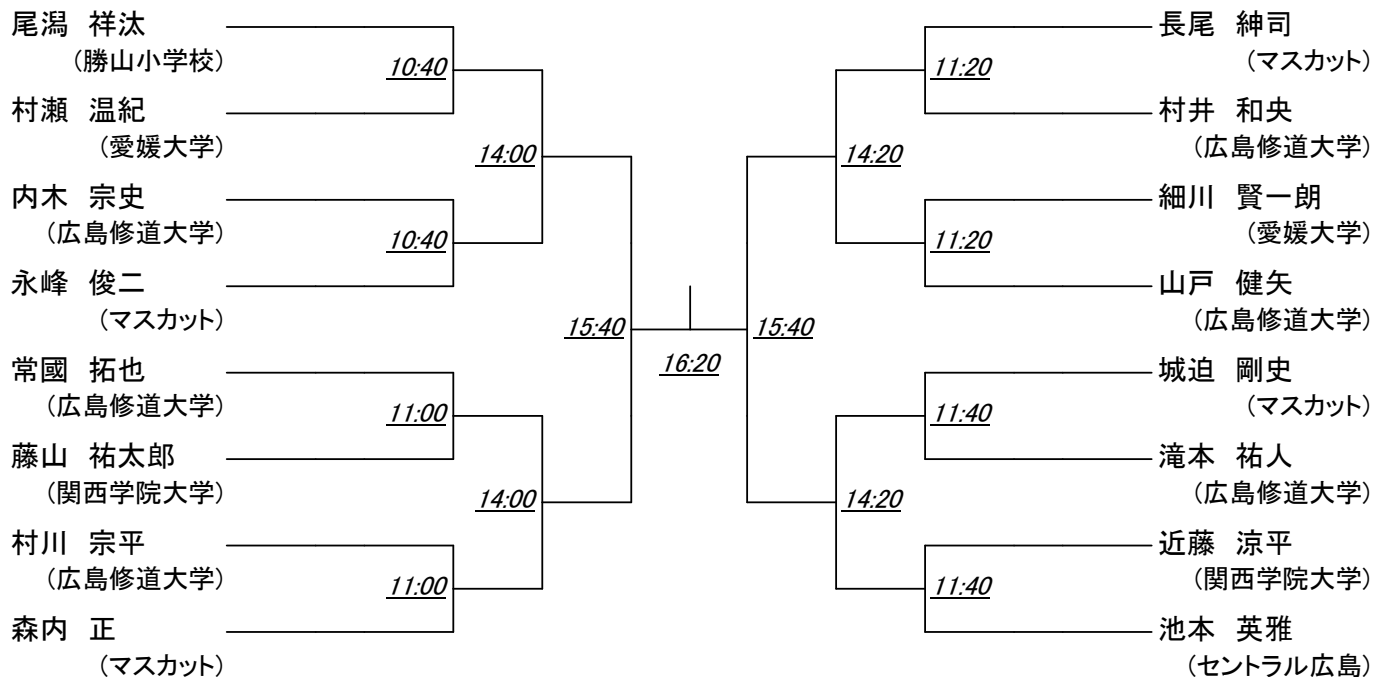 尾潟 祥汰
(勝山小学校)
10:40
村瀬 温紀
(愛媛大学)
14:00
内木 宗史
(広島修道大学)
10:40
永峰 俊二
(マスカット)
15:40
常國 拓也
(広島修道大学)
11:00
藤山 祐太郎
(関西学院大学)
14:00
村川 宗平
(広島修道大学)
11:00
森内 正
(マスカット)
16:20
長尾 紳司
(マスカット)
11:20
村井 和央
(広島修道大学)
14:20
細川 賢一朗
(愛媛大学)
11:20
山戸 健矢
(広島修道大学)
15:40
城迫 剛史
(マスカット)
11:40
滝本 祐人
(広島修道大学)
14:20
近藤 涼平
(関西学院大学)
11:40
池本 英雅
(セントラル広島)